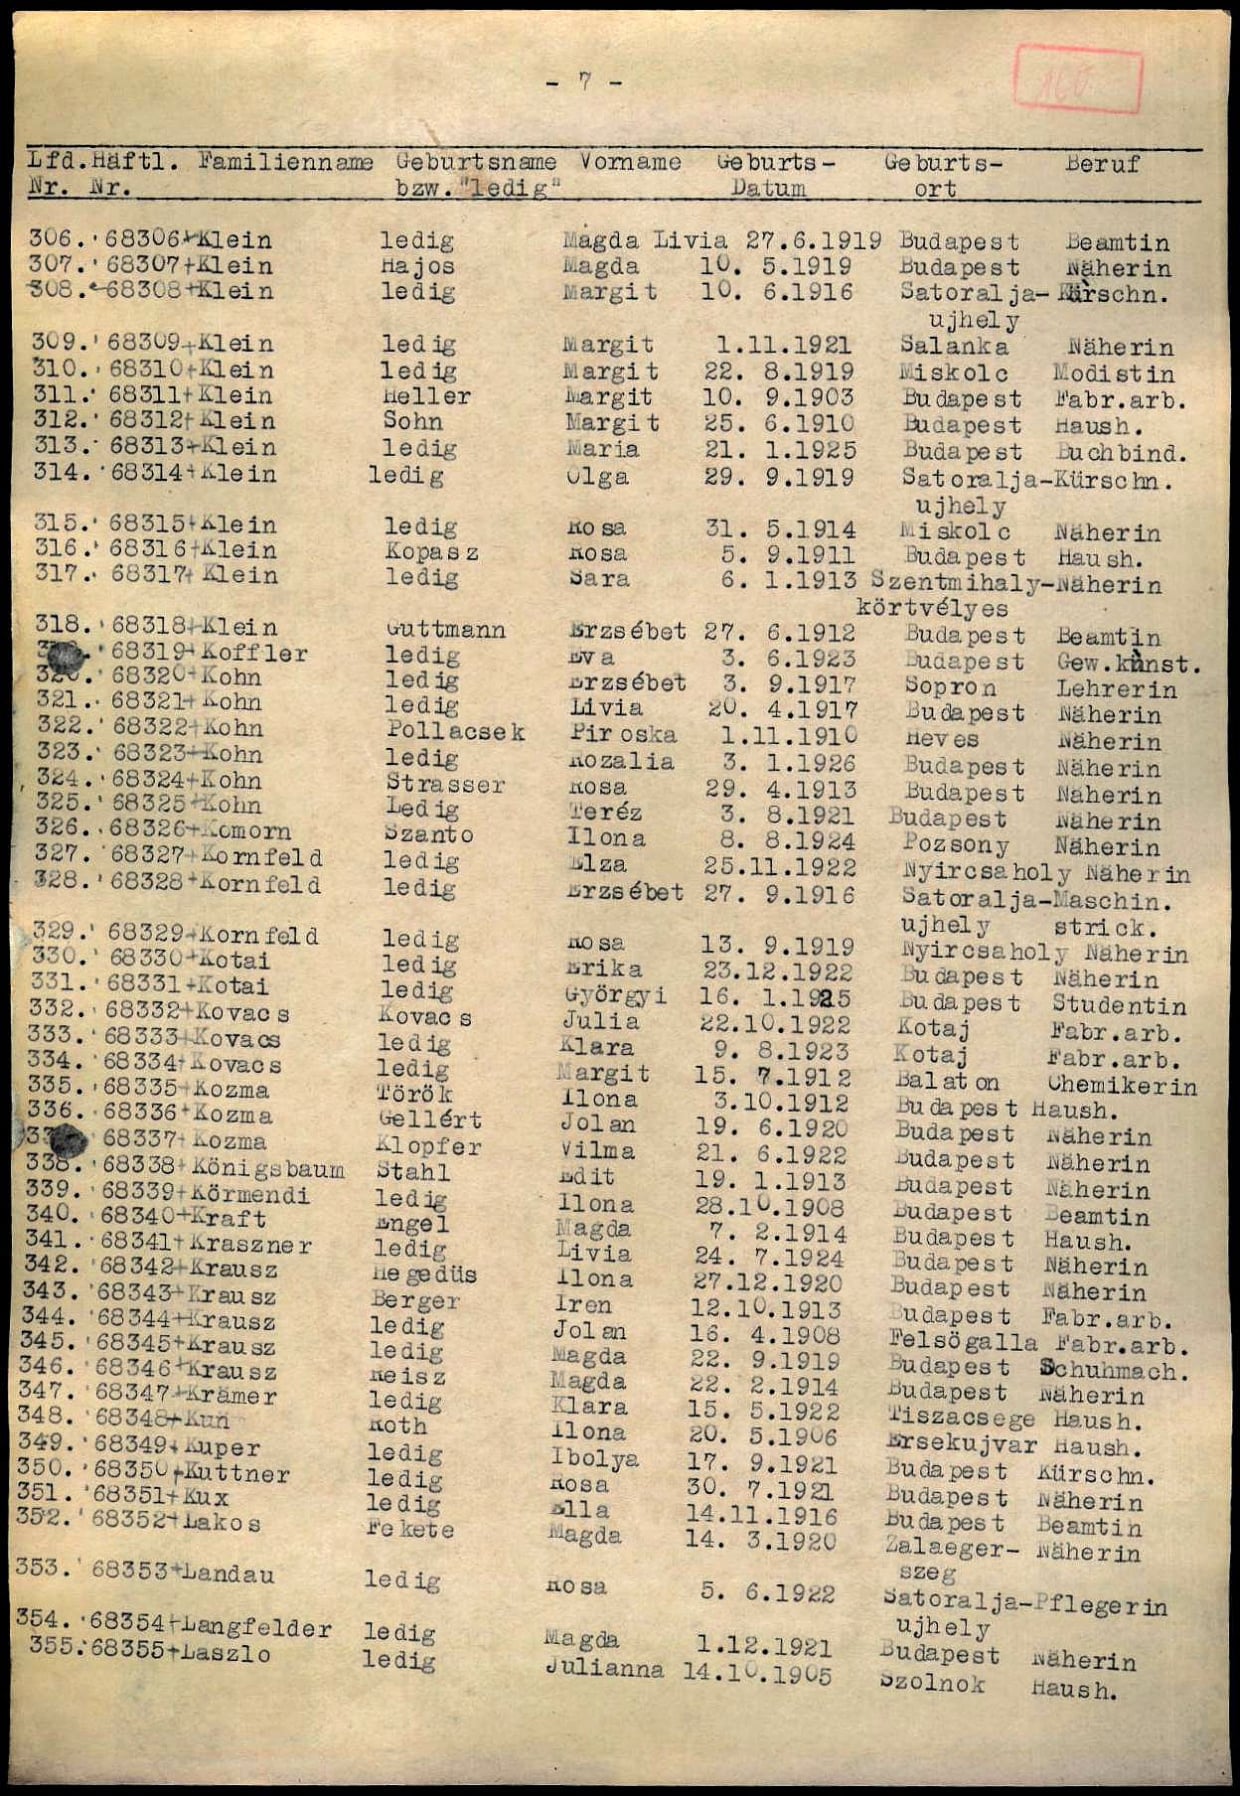 - 7 -
Lfd. Häftl. Familienname Geburtsname Vorname Geburts- Geburts- Beruf
Nr. Nr. bzw. "ledig" Datum ort
306. 68306+Klein ledig Magda Livia 27.6.1919 Budapest Beamtin
307. 68307+Klein Hajos Magda 10. 5.1919 Budapest Näherin
308. 68308+Klein ledig Margit 10. 6.1916 Satoralja- Kürschn.
ujhely
309. 68309+Klein ledig Margit 1.11.1921 Salanka Näherin
310. 68310+Klein ledig Margit 22. 8.1919 Miskolc Modistin
311. 68311+Klein Heller Margit 10. 9.1903 Budapest Fabr.arb.
312. 68312+Klein Sohn Margit 25. 6.1910 Budapest Haush.
313. 68313+Klein ledig Maria 21. 1.1925 Budapest Buchbind.
314. 68314+Klein ledig Olga 29. 9.1919 Satoralja-Kürschn.
ujhely
315. 68315+Klein ledig Rosa 31. 5.1914 Miskolc Näherin
316. 68316+Klein Kopasz Rosa 5. 9.1911 Budapest Haush.
317. 68317+Klein ledig Sara 6. 1.1913 Szentmihaly-Näherin
körtvélyes
318. 68318+Klein Guttmann Erzsébet 27. 6.1912 Budapest Beamtin
68319+Koffler ledig Eva 3. 6.1923 Budapest Gew.kunst.
320. 68320+Kohn ledig Erzsébet 3. 9.1917 Sopron Lehrerin
321. 68321+Kohn ledig Livia 20. 4.1917 Budapest Näherin
322. 68322+Kohn Pollacsek Piroska 1.11.1910 Heves Näherin
323. 68323+Kohn ledig Rozalia 3. 1.1926 Budapest Näherin
324. 68324+Kohn Strasser Rosa 29. 4.1913 Budapest Näherin
325. 68325+Kohn Ledig Teréz 3. 8.1921 Budapest Näherin
326. 68326+Komorn Szanto Ilona 8. 8.1924 Pozsony Näherin
327. 68327+Kornfeld ledig Elza 25.11.1922 Nyircsaholy Näherin
328. 68328+Kornfeld ledig Erzsébet 27. 9.1916 Satoralja-Maschin.
ujhely strick.
329. 68329+Kornfeld ledig Rosa 13. 9.1919 Nyircsaholy Näherin
330. 68330+Kotai ledig Erika 23.12.1922 Budapest Näherin
331. 68331+Kotai ledig Györgyi 16. 1.1925 Budapest Studentin
332. 68332+Kovacs Kovacs Julia 22.10.1922 Kotaj Fabr.arb.
333. 68333+Kovacs ledig Klara 9. 8.1923 Kotaj Fabr.arb.
334. 68334+Kovacs ledig Margit 15. 7.1912 Balaton Chemikerin
335. 68335+Kozma Török Ilona 3.10.1912 Budapest Haush.
336. 68336+Kozma Gellért Jolan 19. 6.1920 Budapest Näherin
68337+Kozma Klopfer Vilma 21. 6.1922 Budapest Näherin
338. 68338+Königsbaum Stahl Edit 19. 1.1913 Budapest Näherin
339. 68339+Körmendi ledig Ilona 28.10.1908 Budapest Beamtin
340. 68340+Kraft Engel Magda 7. 2.1914 Budapest Haush.
341. 68341+Kraszner ledig Livia 24. 7.1924 Budapest Näherin
342. 68342+Krausz Hegedüs Ilona 27.12.1920 Budapest Näherin
343. 68343+Krausz Berger Iren 12.10.1913 Budapest Fabr.arb.
344. 68344+Krausz ledig Jolan 16. 4.1908 Felsögalla Fabr.arb.
345. 68345+Krausz ledig Magda 22. 9.1919 Budapest Schuhmach.
346. 68346+Krausz Reisz Magda 22. 2.1914 Budapest Näherin
347. 68347+Krämer ledig Klara 15. 5.1922 Tiszacsege Haush.
348. 68348+Kun Roth Ilona 20. 5.1906 Ersekujvar Haush.
349. 68349+Kuper ledig Ibolya 17. 9.1921 Budapest Kürschn.
350. 68350+Kuttner ledig Rosa 30. 7.1921 Budapest Näherin
351. 68351+Kux ledig Ella 14.11.1916 Budapest Beamtin
352. 68352+Lakos Fekete Magda 14. 3.1920 Zalaeger- Näherin
szeg
353. 68353+Landau ledig Rosa 5. 6.1922 Satoralja-Pflegerin
ujhely
354. 68354+Langfelder ledig Magda 1.12.1921 Budapest Näherin
355. 68355+Laszlo ledig Julianna 14.10.1905 Szolnok Haush.